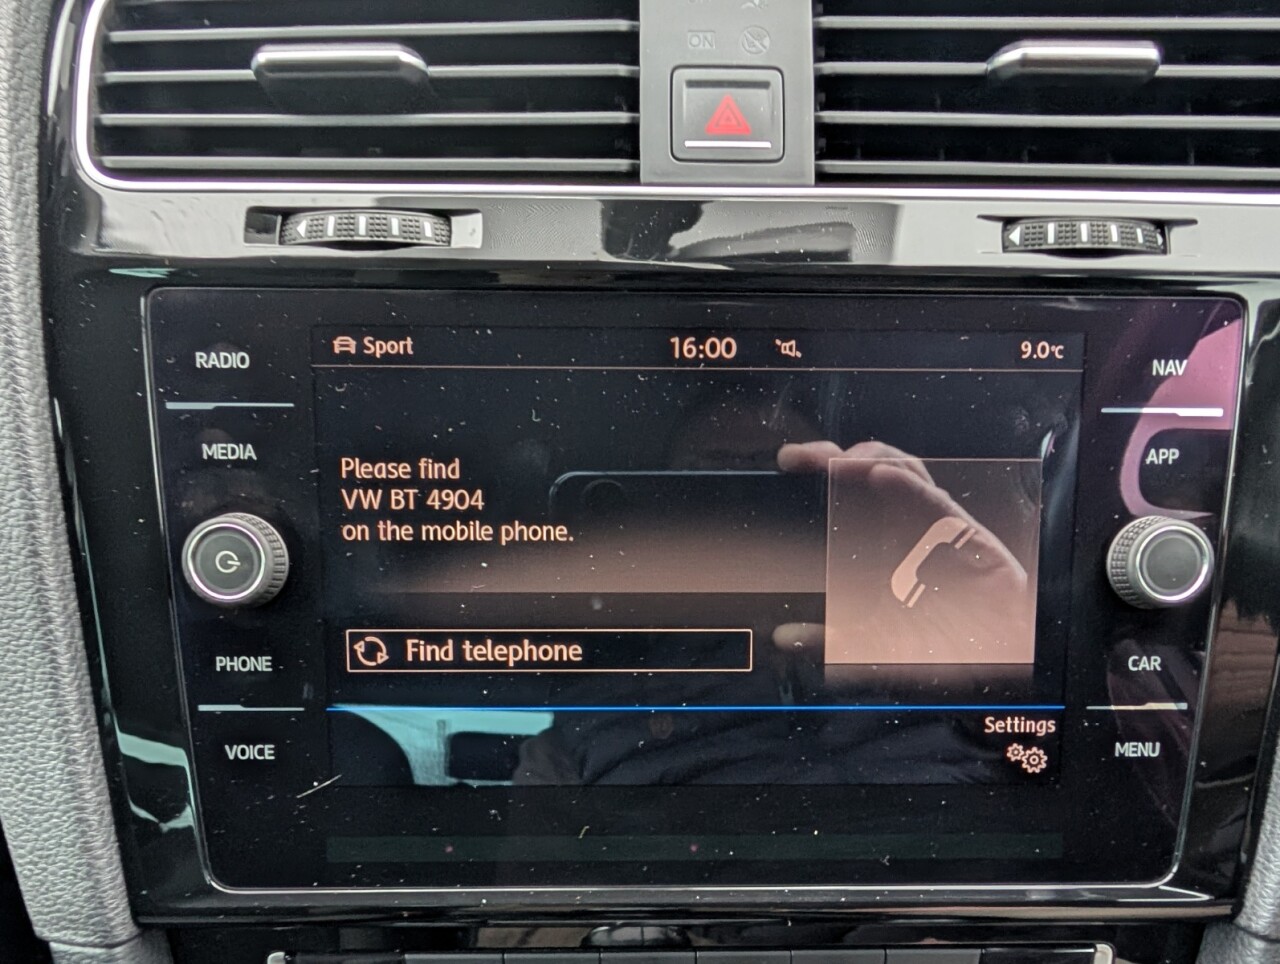 ON
RADIO
MEDIA
PHONE
VOICE
Sport
16:00
9.0°C
Please find
VW BT 4904
on the mobile phone.
Find telephone
Settings
NAV
APP
CAR
MENU